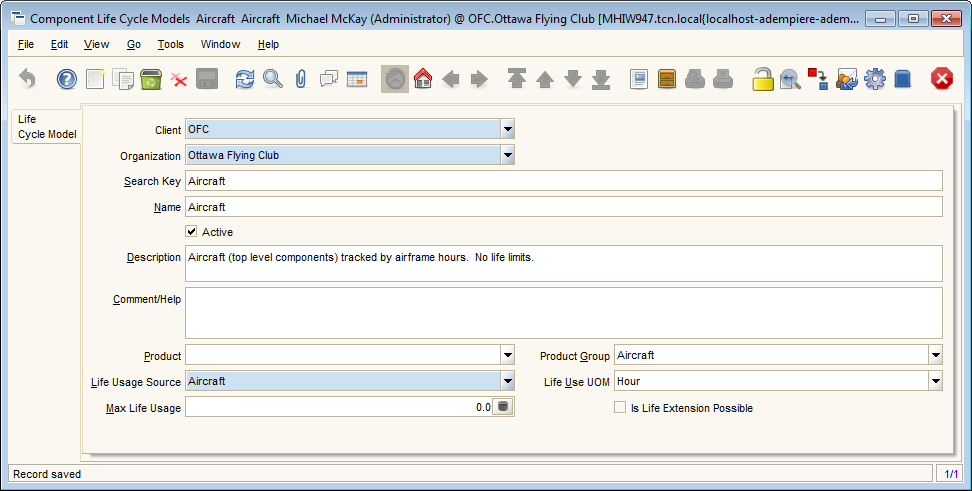 Component Life Cycle Models  Aircraft  Aircraft  Michael McKay (Administrator) @ OFC.Ottawa Flying Club [MHIW947.tcn.local{localhost-adempiere-adem...
File Edit View Go Tools Window Help
Life
Cycle Model
Client OFC
Organization Ottawa Flying Club
Search Key Aircraft
Name Aircraft
Active
Description Aircraft (top level components) tracked by airframe hours.  No life limits.
Comment/Help
Product Product Group Aircraft
Life Usage Source Aircraft Life Use UOM Hour
Max Life Usage 0.0 Is Life Extension Possible
Record saved 1/1